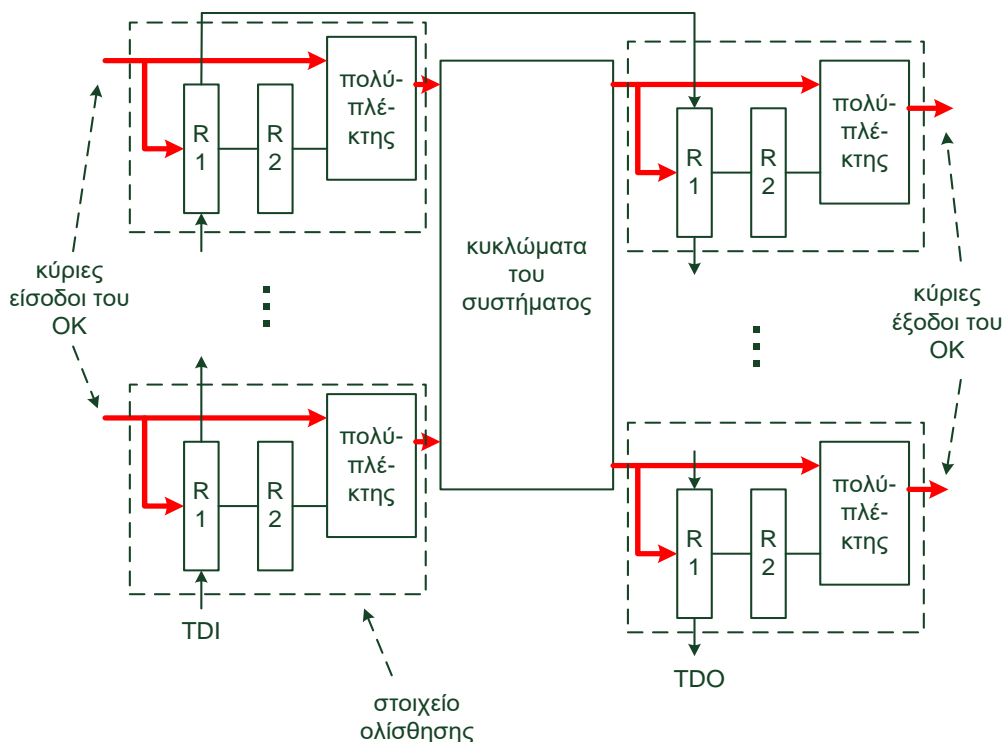 πολύ-
πλέ-
κτης
R
1
R
2
πολύ-
πλέ-
κτης
R
1
R
2
κυκλώματα
του
συστήματος
κύριες
είσοδοι του
ΟΚ
κύριες
έξοδοι του
ΟΚ
πολύ-
πλέ-
κτης
R
1
R
2
πολύ-
πλέ-
κτης
R
1
R
2
TDI
TDO
στοιχείο
ολίσθησης